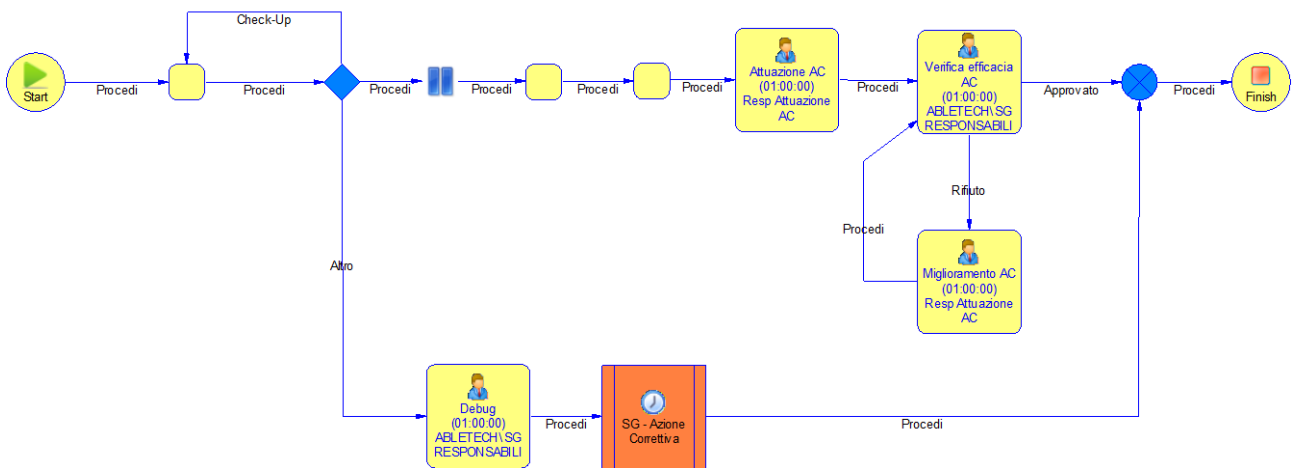 Check-Up
Start
Procedi
Procedi
Procedi
Procedi
Procedi
Procedi
Attuazione AC
(01:00:00)
Resp Attuazione
AC
Procedi
Verifica efficacia
AC
(01:00:00)
ABLETECH\SG
RESPONSABILI
Approvato
Procedi
Finish
Rifiuto
Procedi
Miglioramento AC
(01:00:00)
Resp Attuazione
AC
Altro
Debug
(01:00:00)
ABLETECH\SG
RESPONSABILI
Procedi
SG - Azione
Correttiva
Procedi